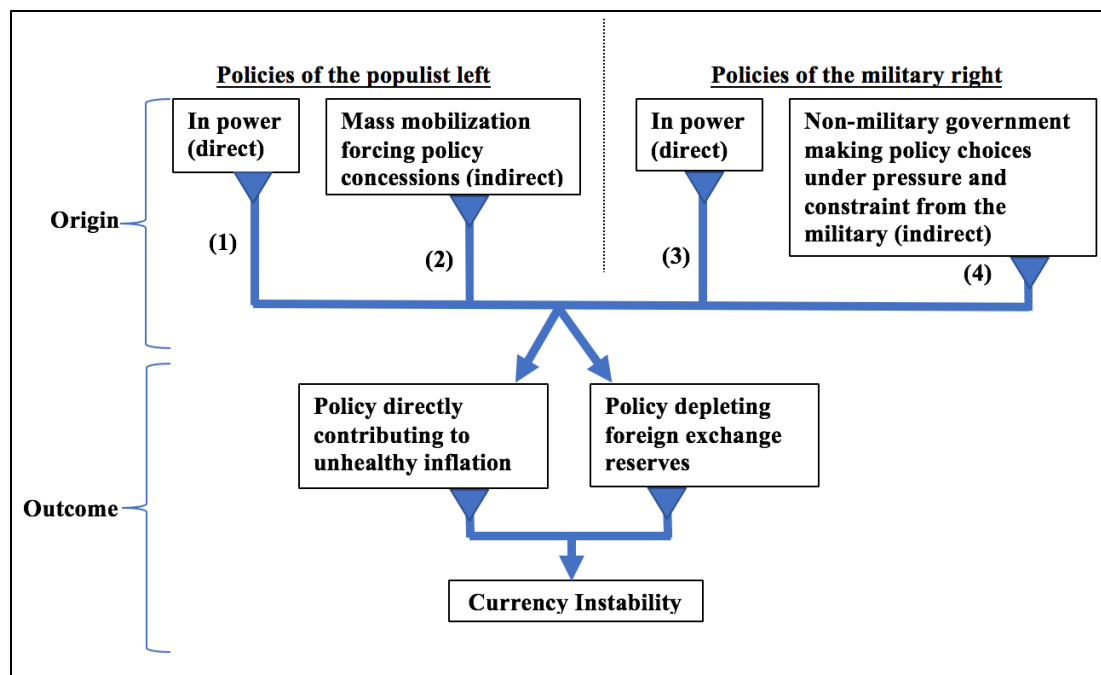 Policies of the populist left
Policies of the military right
In power
(direct)
Mass mobilization
forcing policy
concessions (indirect)
In power
(direct)
Non-military government
making policy choices
under pressure and
constraint from the
military (indirect)
Origin
(1)
(2)
(3)
(4)
Policy directly
contributing to
unhealthy inflation
Policy depleting
foreign exchange
reserves
Outcome
Currency Instability